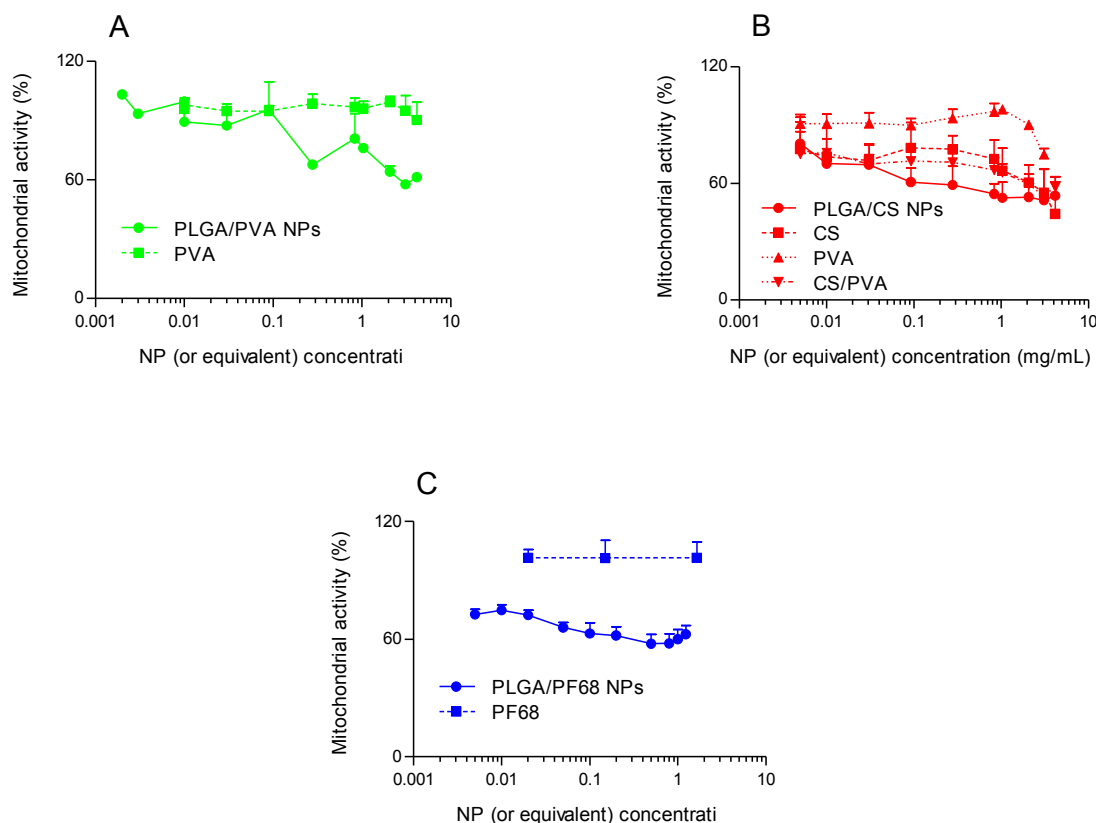 A
Mitochondrial activity (%)
120
60
0
0.001
0.01
0.1
1
10
PLGA/PVA NPs
PVA
NP (or equivalent) concentrati
B
Mitochondrial activity (%)
120
60
0
0.001
0.01
0.1
1
10
PLGA/CS NPs
CS
PVA
CS/PVA
NP (or equivalent) concentration (mg/mL)
C
Mitochondrial activity (%)
120
60
0
0.001
0.01
0.1
1
10
PLGA/PF68 NPs
PF68
NP (or equivalent) concentrati